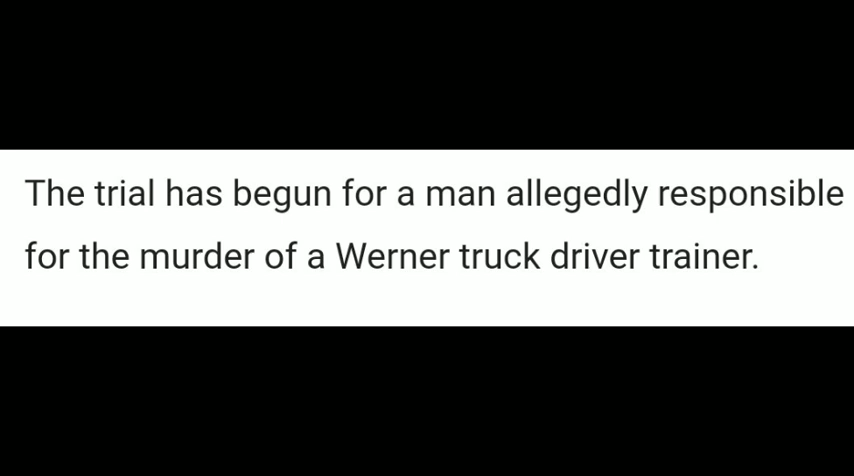 The trial has begun for a man allegedly responsible
for the murder of a Werner truck driver trainer.